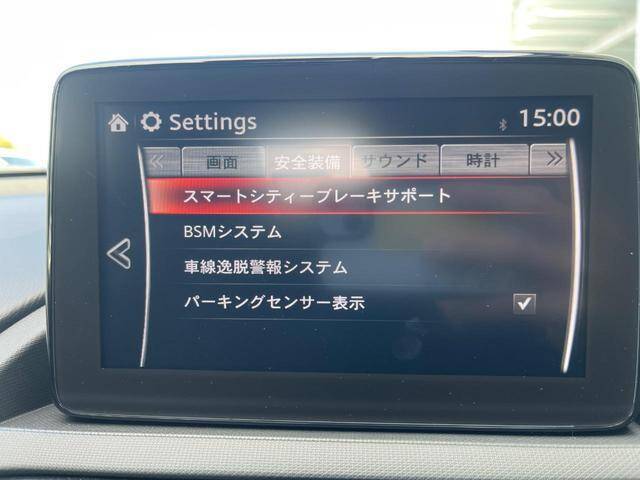 Settings 15:00
画面 安全装備 サウンド 時計
スマートシティーブレーキサポート
BSMシステム
車線逸脱警報システム
パーキングセンサー表示